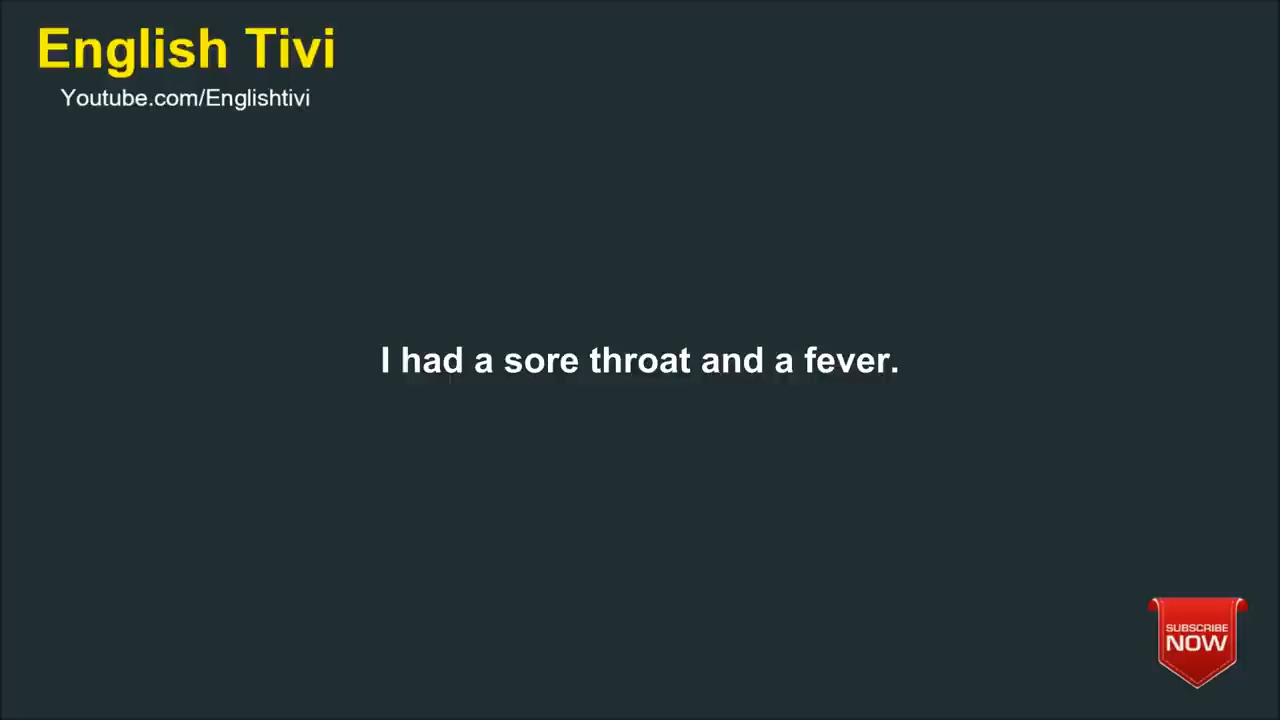 English Tivi
Youtube.com/Englishtivi
I had a sore throat and a fever.
SUBSCRIBE
NOW